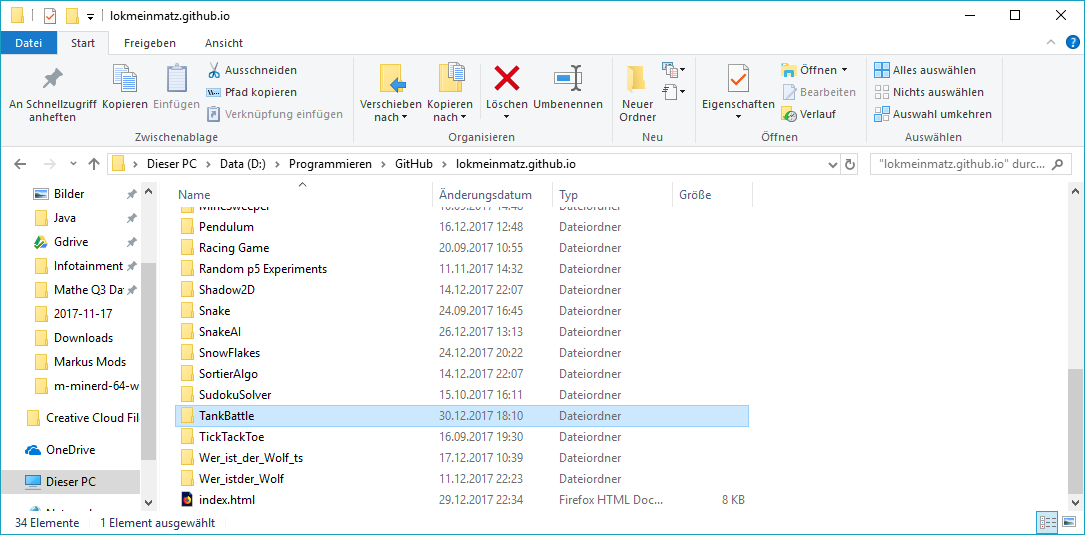 lokmeinmatz.github.io
Datei Start Freigeben Ansicht
An Schnellzugriff anheften
Kopieren
Einfügen
Ausschneiden
Pfad kopieren
Verknüpfung einfügen
Zwischenablage
Verschieben nach
Kopieren nach
Löschen
Umbenennen
Organisieren
Neuer Ordner
Neu
Eigenschaften
Öffnen
Bearbeiten
Verlauf
Öffnen
Alles auswählen
Nichts auswählen
Auswahl umkehren
Auswählen
Dieser PC > Data (D:) > Programmieren > GitHub > lokmeinmatz.github.io
"lokmeinmatz.github.io" durc...
Bilder
Java
Gdrive
Infotainment
Mathe Q3 Da
2017-11-17
Downloads
Markus Mods
m-minerd-64-w
Creative Cloud Fil
OneDrive
Dieser PC
Name Änderungsdatum Typ Größe
MineSweeper 18.09.2017 14:48 Dateiordner
Pendulum 16.12.2017 12:48 Dateiordner
Racing Game 20.09.2017 10:55 Dateiordner
Random p5 Experiments 11.11.2017 14:32 Dateiordner
Shadow2D 14.12.2017 22:07 Dateiordner
Snake 24.09.2017 16:45 Dateiordner
SnakeAI 26.12.2017 13:13 Dateiordner
SnowFlakes 24.12.2017 20:22 Dateiordner
SortierAlgo 14.12.2017 22:07 Dateiordner
SudokuSolver 15.10.2017 16:11 Dateiordner
TankBattle 30.12.2017 18:10 Dateiordner
TickTackToe 16.09.2017 19:30 Dateiordner
Wer_ist_der_Wolf_ts 17.12.2017 10:39 Dateiordner
Wer_istder_Wolf 11.12.2017 22:23 Dateiordner
index.html 29.12.2017 22:34 Firefox HTML Doc... 8 KB
34 Elemente 1 Element ausgewählt